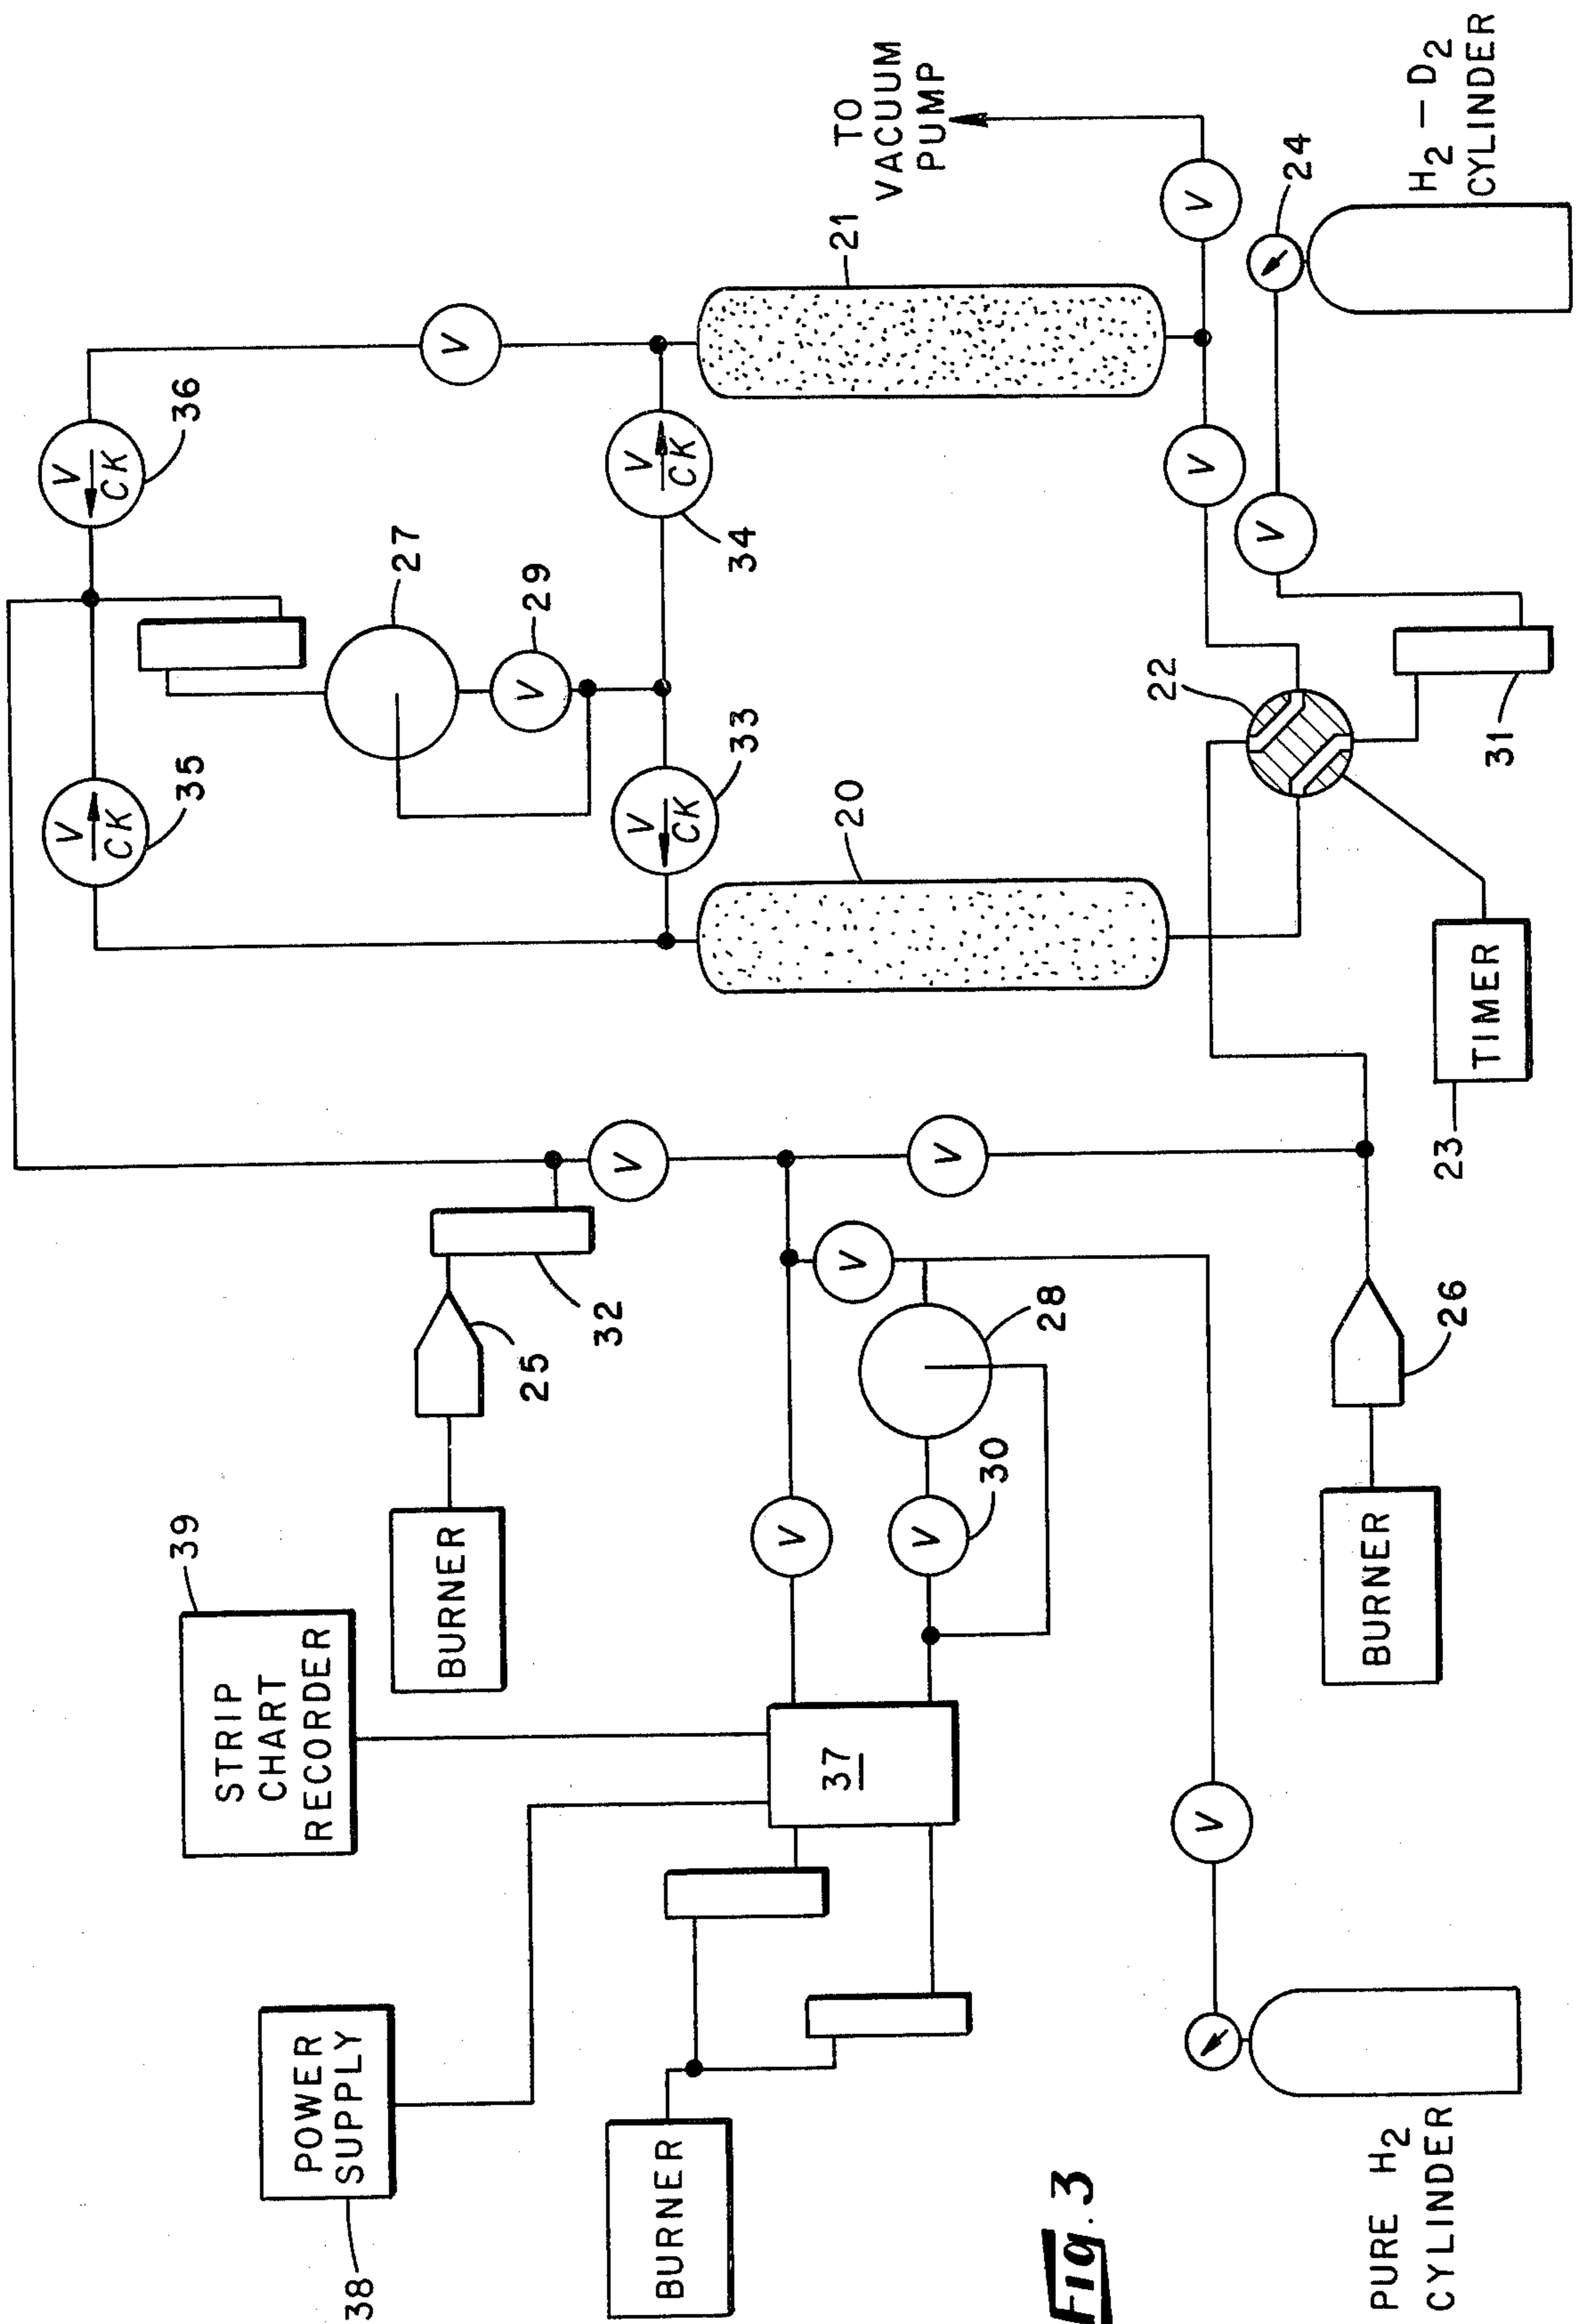 POWER
SUPPLY
38
STRIP
CHART
RECORDER
39
BURNER
25
32
BURNER
37
V
V
30
28
V
V
V
V
V
CK
35
V
CK
36
27
V
29
V
CK
33
V
CK
34
V
20
21
TO
VACUUM
PUMP
V
V
V
22
24
31
TIMER
23
BURNER
26
H2 – D2
CYLINDER
PURE H2
CYLINDER
Fig. 3